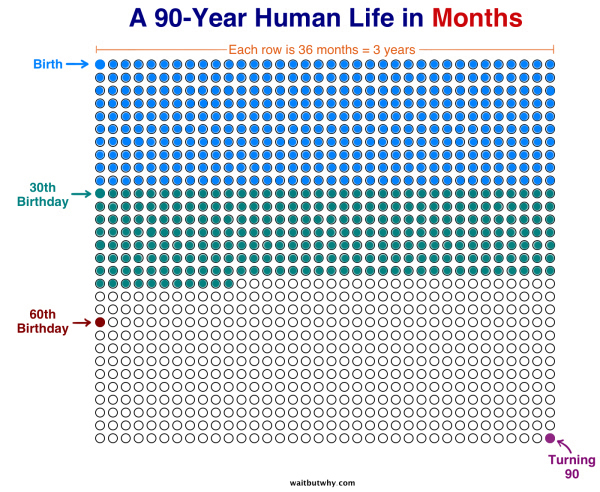 A 90-Year Human Life in Months
Each row is 36 months = 3 years
Birth
30th
Birthday
60th
Birthday
Turning
90
waitbutwhy.com